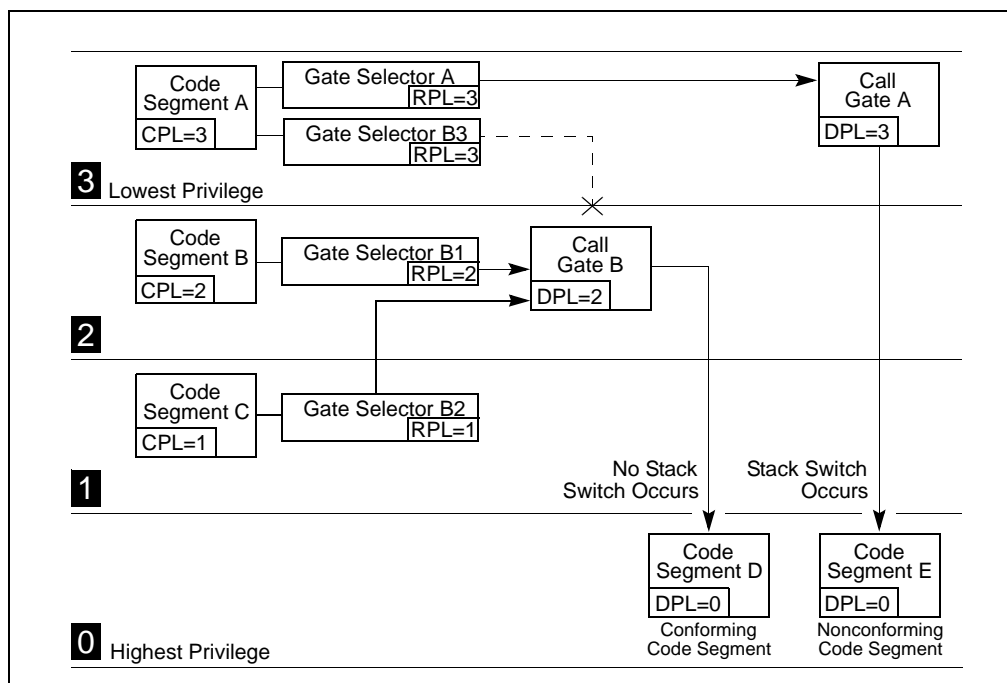 Code
Segment A
CPL=3
Gate Selector A
RPL=3
Gate Selector B3
RPL=3
Call
Gate A
DPL=3
3 Lowest Privilege
Code
Segment B
CPL=2
Gate Selector B1
RPL=2
Call
Gate B
DPL=2
2
Code
Segment C
CPL=1
Gate Selector B2
RPL=1
No Stack
Switch Occurs
Stack Switch
Occurs
1
Code
Segment D
DPL=0
Conforming
Code Segment
Code
Segment E
DPL=0
Nonconforming
Code Segment
0 Highest Privilege